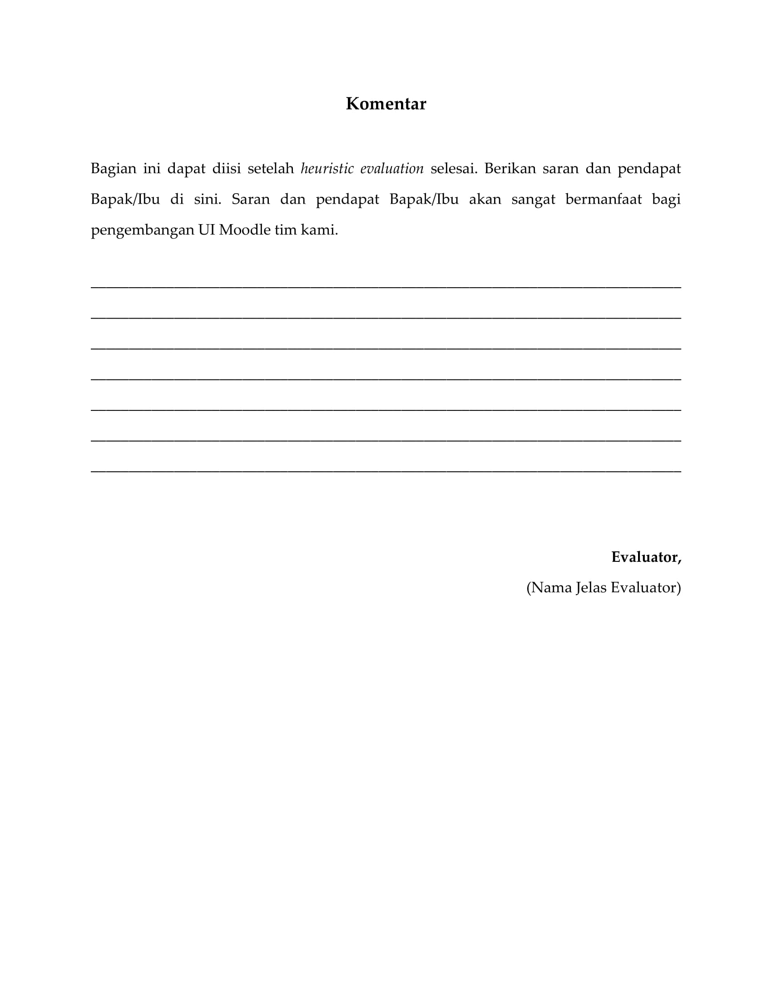 Komentar
Bagian ini dapat diisi setelah heuristic evaluation selesai. Berikan saran dan pendapat
Bapak/Ibu di sini. Saran dan pendapat Bapak/Ibu akan sangat bermanfaat bagi
pengembangan UI Moodle tim kami.
Evaluator,
(Nama Jelas Evaluator)